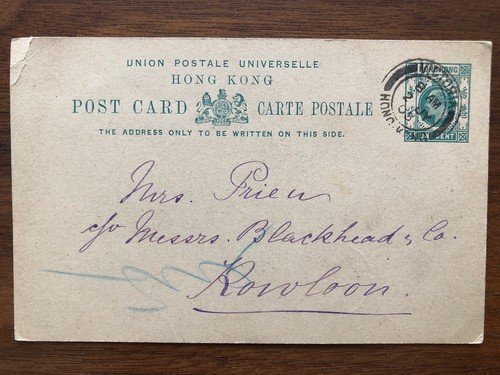 UNION POSTALE UNIVERSELLE
HONG KONG
POST CARD CARTE POSTALE
THE ADDRESS ONLY TO BE WRITTEN ON THIS SIDE.
Mrs. Prien
c/o Messrs. Blackhead & Co.
Kowloon.